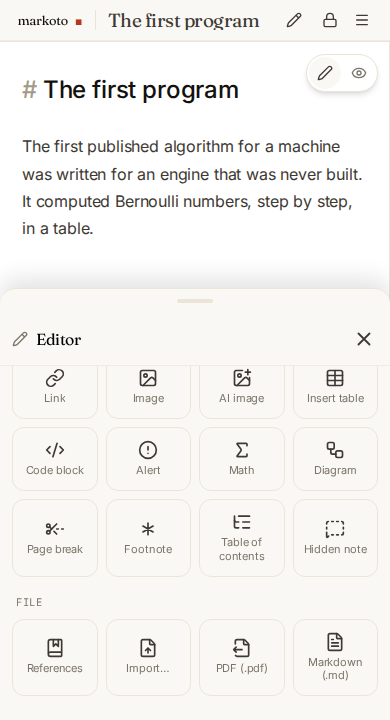 markoto
The first program
# The first program
The first published algorithm for a machine
was written for an engine that was never built.
It computed Bernoulli numbers, step by step,
in a table.
Editor
Link
Image
AI image
Insert table
Code block
Alert
Math
Diagram
Page break
Footnote
Table of
contents
Hidden note
FILE
References
Import...
PDF (.pdf)
Markdown
(.md)